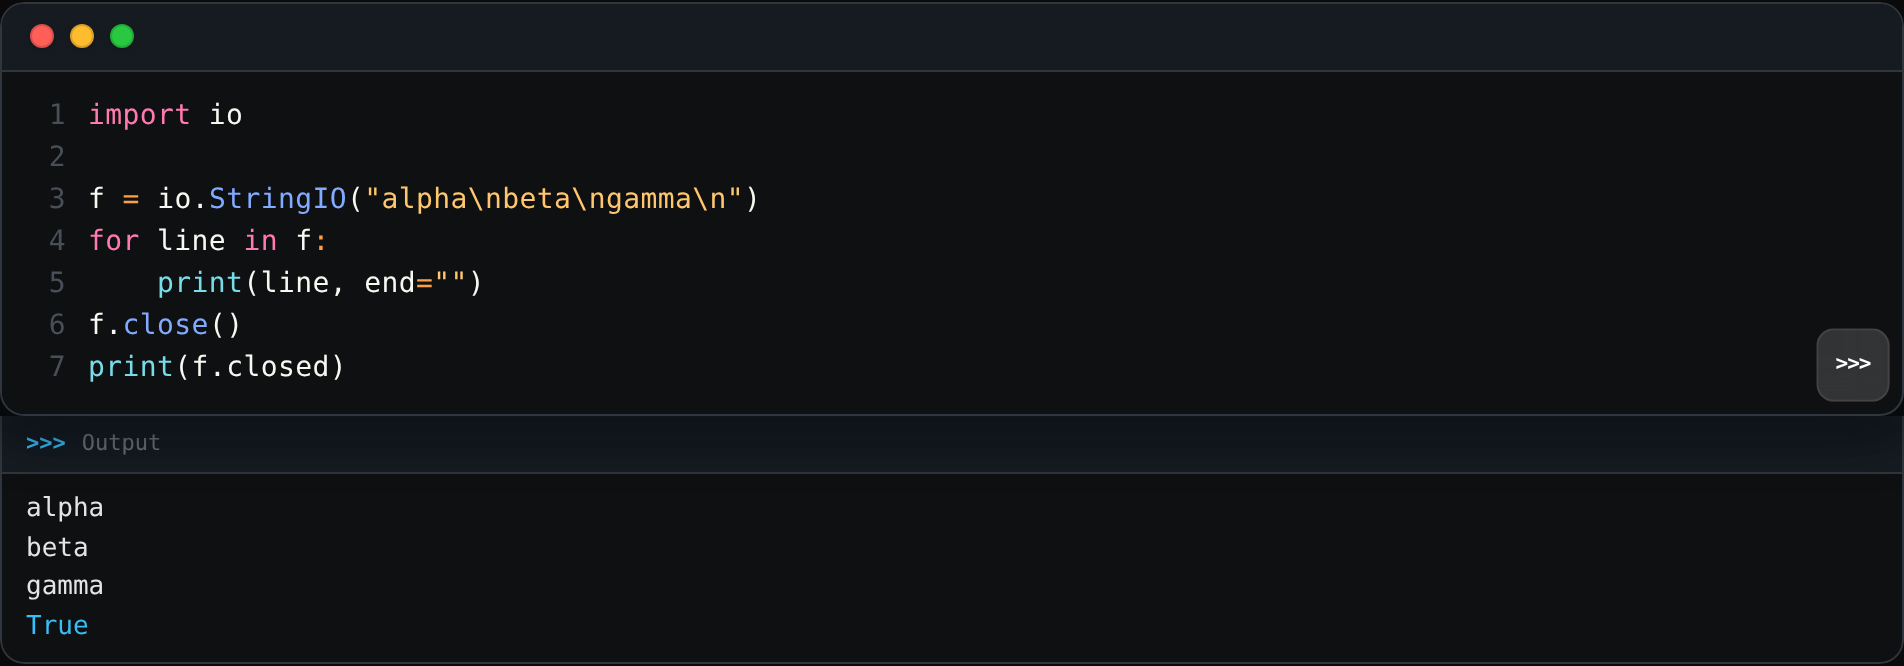 1 import io
2
3 f = io.StringIO("alpha\nbeta\ngamma\n")
4 for line in f:
5     print(line, end="")
6 f.close()
7 print(f.closed)
>>>
>>> Output
alpha
beta
gamma
True